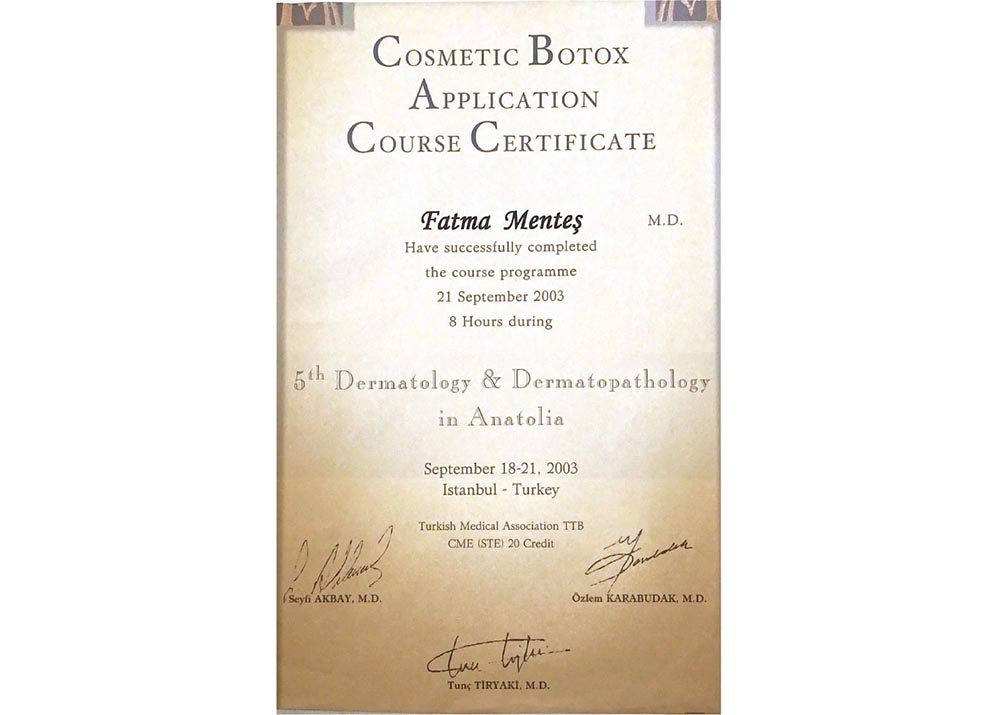 COSMETIC BOTOX
APPLICATION
COURSE CERTIFICATE
Fatma Menteş M.D.
Have successfully completed
the course programme
21 September 2003
8 Hours during
5th Dermatology & Dermatopathology
in Anatolia
September 18-21, 2003
Istanbul - Turkey
Turkish Medical Association TTB
CME (STE) 20 Credit
Seyfi AKBAY, M.D. Özlem KARABUDAK, M.D.
Tunç TİRYAKİ, M.D.